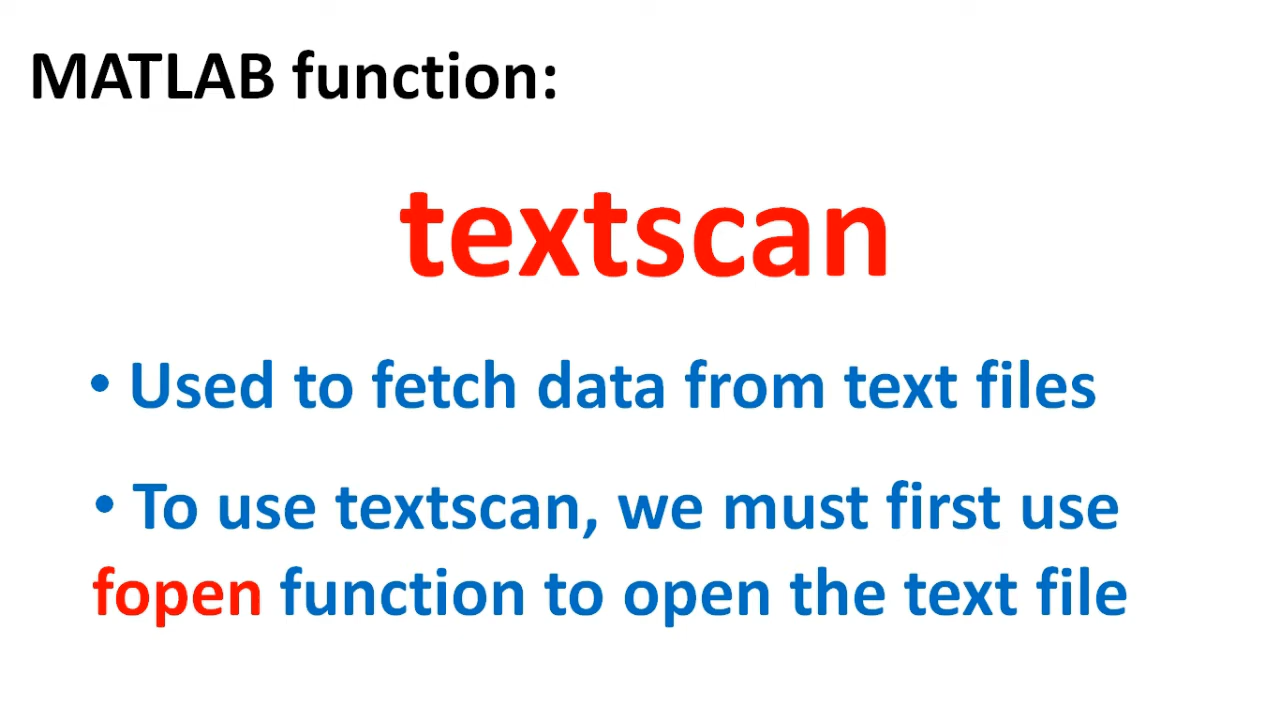 MATLAB function:
textscan
• Used to fetch data from text files
• To use textscan, we must first use
fopen function to open the text file